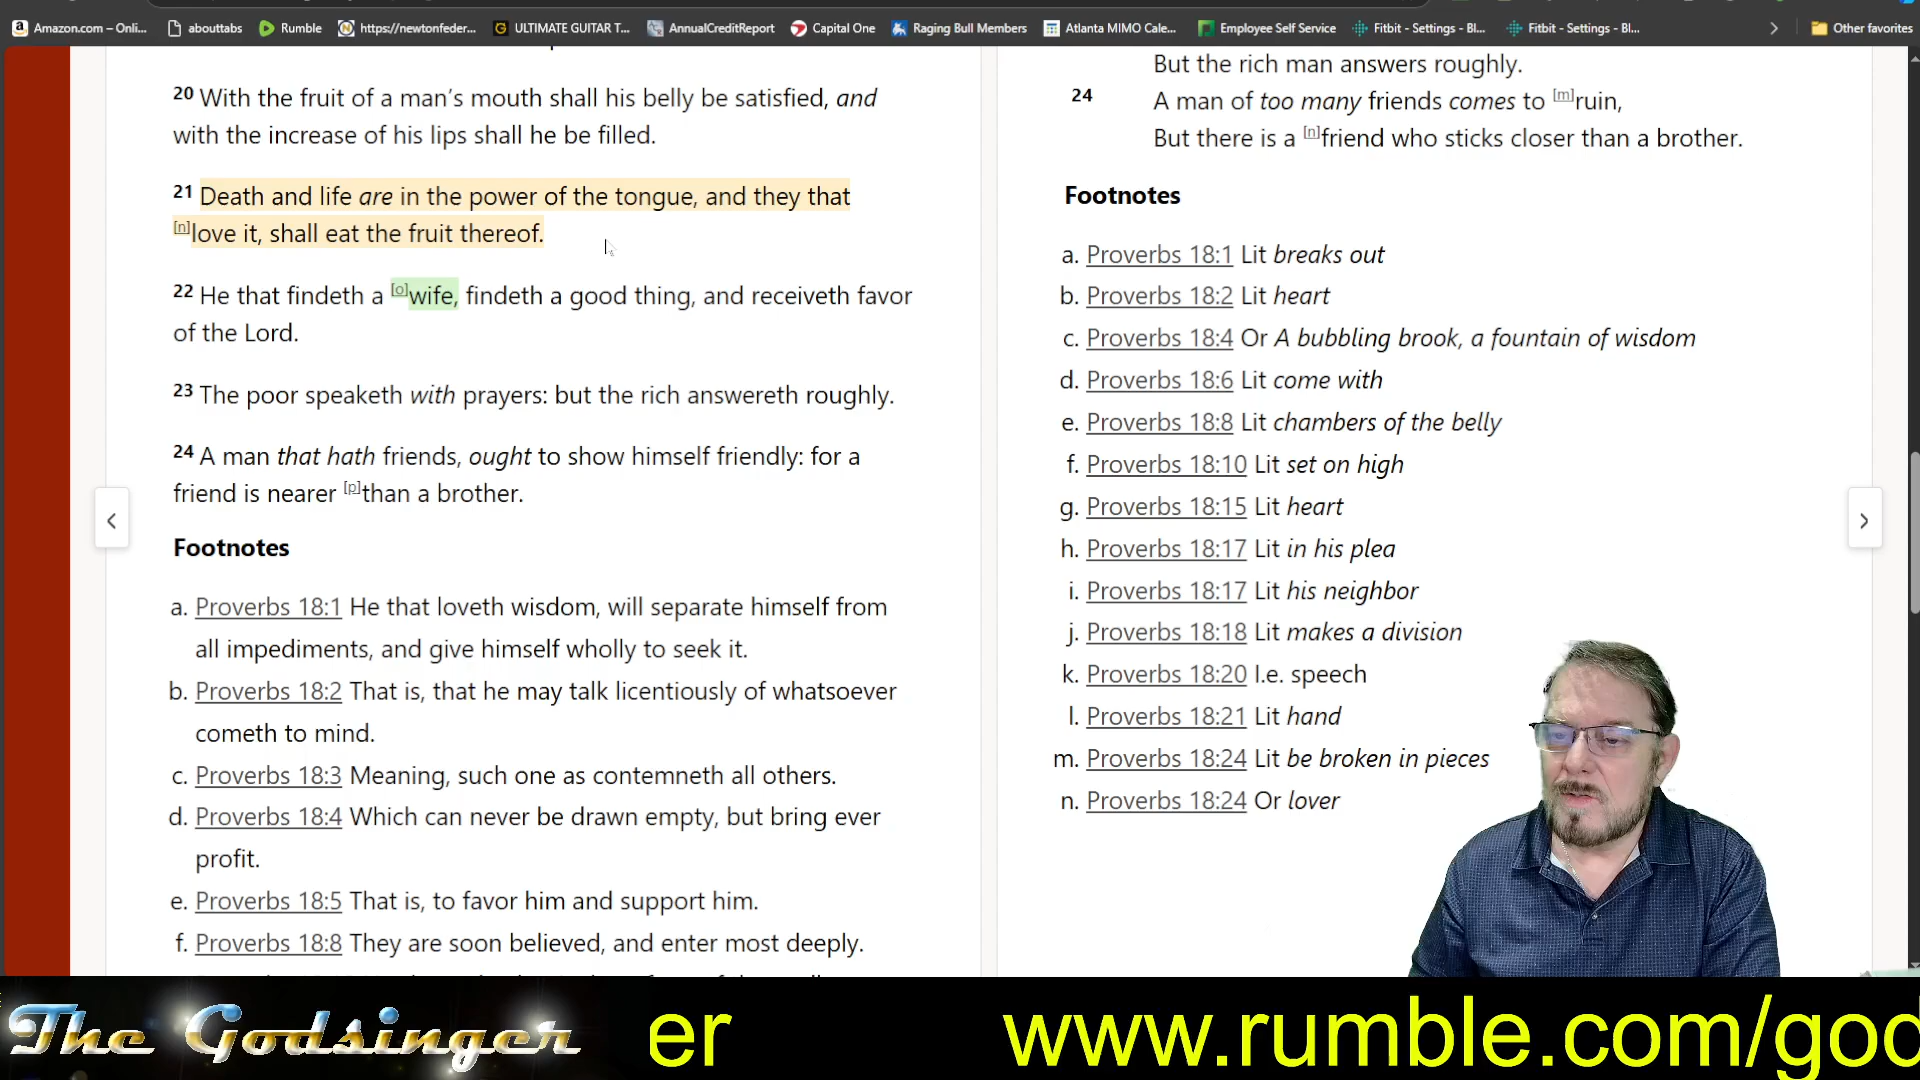 Amazon.com – Onli...
abouttabs
Rumble
https://newtonfeder...
ULTIMATE GUITAR T...
AnnualCreditReport
Capital One
Raging Bull Members
Atlanta MIMO Cale...
Employee Self Service
Fitbit - Settings - Bl...
Fitbit - Settings - Bl...
Other favorites
20 With the fruit of a man's mouth shall his belly be satisfied, and
with the increase of his lips shall he be filled.
21 Death and life are in the power of the tongue, and they that
[n]love it, shall eat the fruit thereof.
22 He that findeth a [o]wife, findeth a good thing, and receiveth favor
of the Lord.
23 The poor speaketh with prayers: but the rich answereth roughly.
24 A man that hath friends, ought to show himself friendly: for a
friend is nearer [p]than a brother.
Footnotes
a. Proverbs 18:1 He that loveth wisdom, will separate himself from
all impediments, and give himself wholly to seek it.
b. Proverbs 18:2 That is, that he may talk licentiously of whatsoever
cometh to mind.
c. Proverbs 18:3 Meaning, such one as contemneth all others.
d. Proverbs 18:4 Which can never be drawn empty, but bring ever
profit.
e. Proverbs 18:5 That is, to favor him and support him.
f. Proverbs 18:8 They are soon believed, and enter most deeply.
But the rich man answers roughly.
24 A man of too many friends comes to [m]ruin,
But there is a [n]friend who sticks closer than a brother.
Footnotes
a. Proverbs 18:1 Lit breaks out
b. Proverbs 18:2 Lit heart
c. Proverbs 18:4 Or A bubbling brook, a fountain of wisdom
d. Proverbs 18:6 Lit come with
e. Proverbs 18:8 Lit chambers of the belly
f. Proverbs 18:10 Lit set on high
g. Proverbs 18:15 Lit heart
h. Proverbs 18:17 Lit in his plea
i. Proverbs 18:17 Lit his neighbor
j. Proverbs 18:18 Lit makes a division
k. Proverbs 18:20 I.e. speech
l. Proverbs 18:21 Lit hand
m. Proverbs 18:24 Lit be broken in pieces
n. Proverbs 18:24 Or lover
The Godsinger
er
www.rumble.com/god